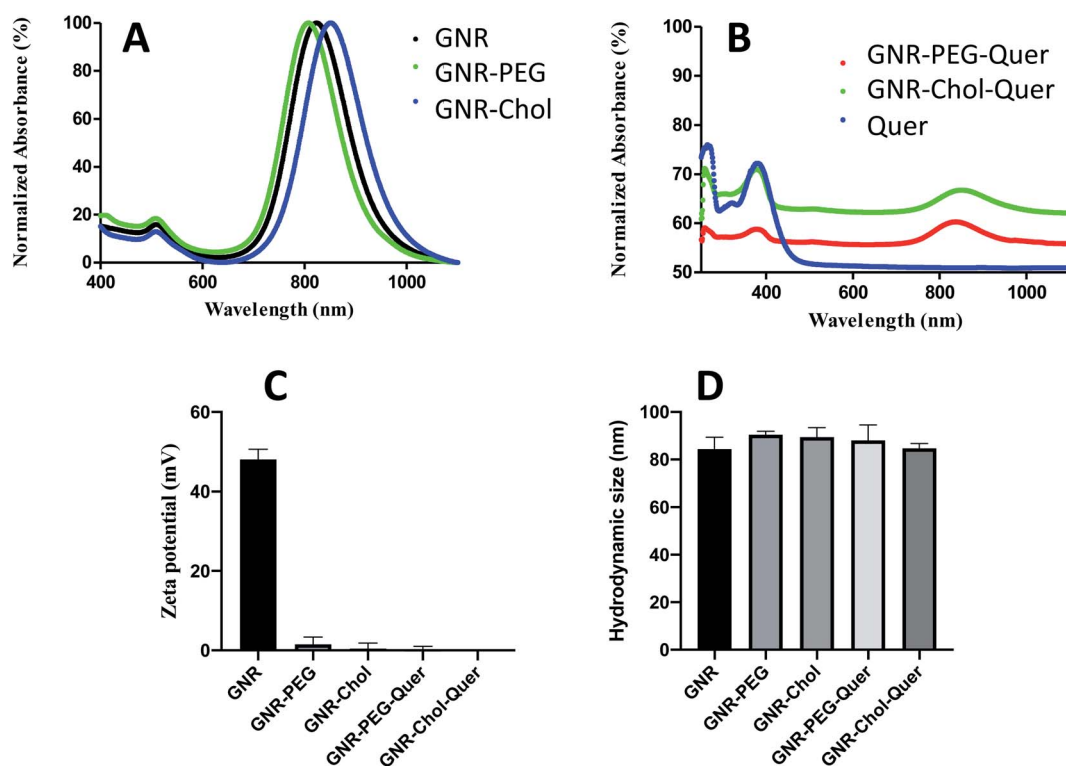 A
Normalized Absorbance (%)
100
80
60
40
20
0
400
600
800
1000
Wavelength (nm)
GNR
GNR-PEG
GNR-Chol
B
Normalized Absorbance (%)
100
90
80
70
60
50
400
600
800
1000
Wavelength (nm)
GNR-PEG-Quer
GNR-Chol-Quer
Quer
C
Zeta potential (mV)
60
40
20
0
GNR
GNR-PEG
GNR-Chol
GNR-PEG-Quer
GNR-Chol-Quer
D
Hydrodynamic size (nm)
100
80
60
40
20
0
GNR
GNR-PEG
GNR-Chol
GNR-PEG-Quer
GNR-Chol-Quer